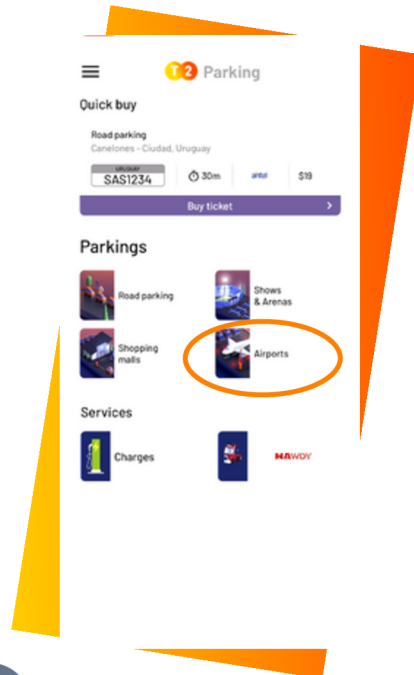 T2 Parking
Quick buy
Road parking
Canelones - Ciudad, Uruguay
URUGUAY
SAS1234
30m
antel
$19
Buy ticket
Parkings
Road parking
Shows
& Arenas
Shopping
malls
Airports
Services
Charges
MAWDY